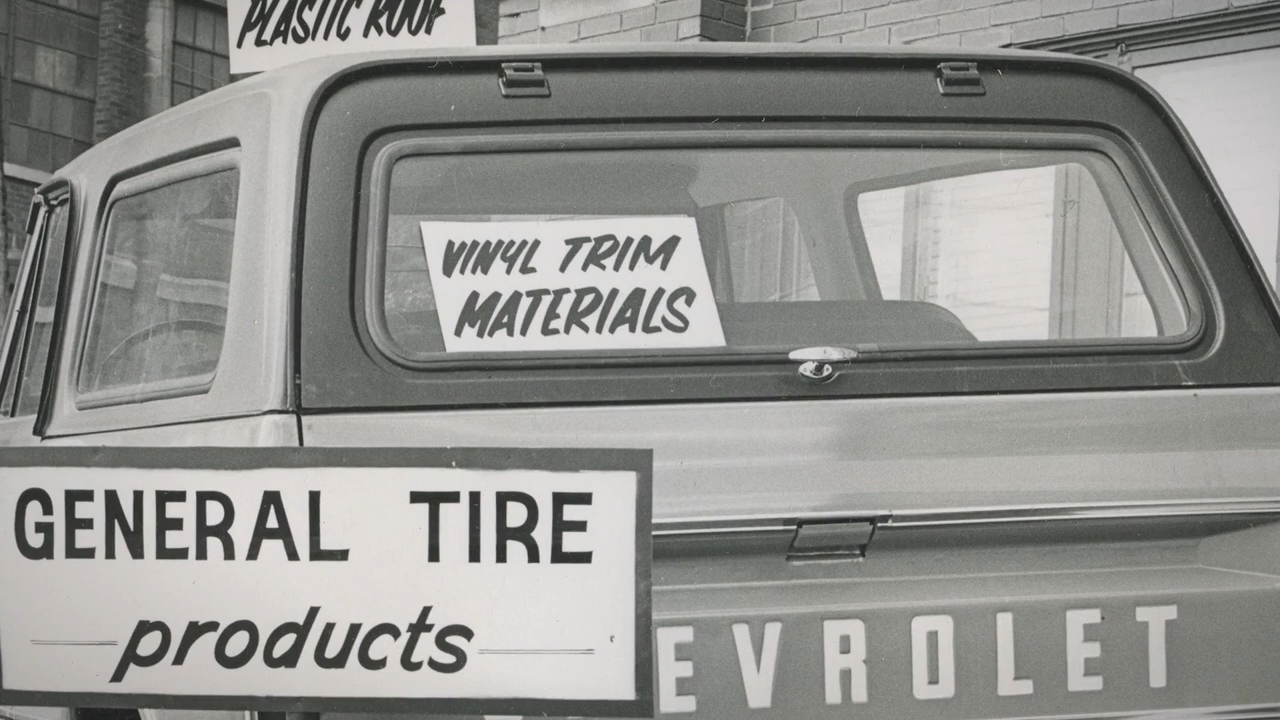 PLASTIC ROOF
VINYL TRIM
MATERIALS
GENERAL TIRE
products
EVROLET